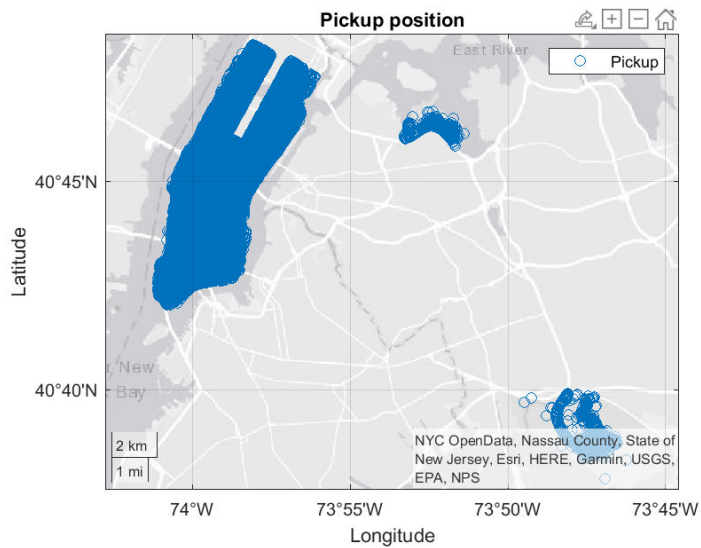 Pickup position
East River
Pickup
40°45'N
Latitude
r New
k Bay
40°40'N
2 km
1 mi
NYC OpenData, Nassau County, State of
New Jersey, Esri, HERE, Garmin, USGS,
EPA, NPS
74°W
73°55'W
73°50'W
73°45'W
Longitude